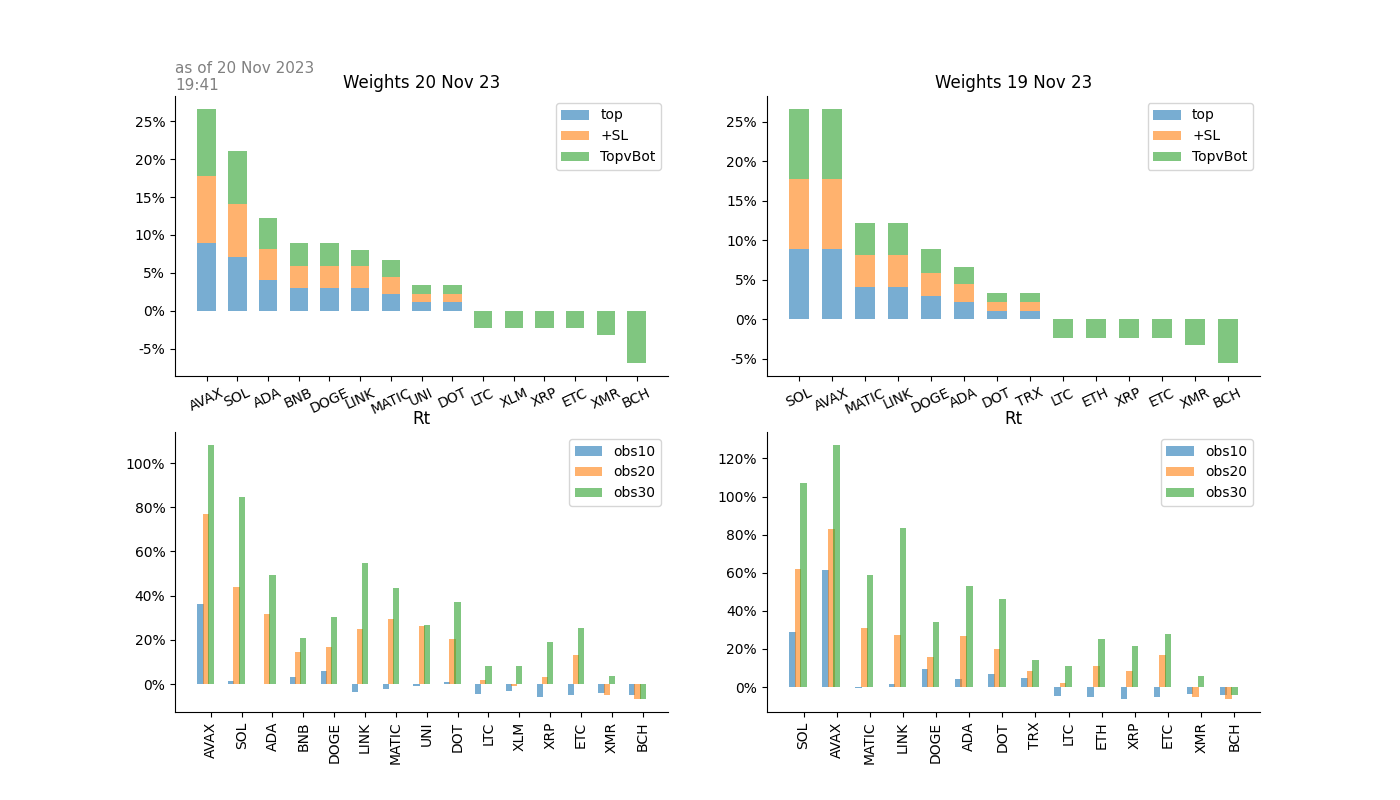 as of 20 Nov 2023
19:41
Weights 20 Nov 23
25%
20%
15%
10%
5%
0%
-5%
top
+SL
TopvBot
AVAX SOL ADA BNB DOGE LINK MATIC UNI DOT LTC XLM XRP ETC XMR BCH
Weights 19 Nov 23
25%
20%
15%
10%
5%
0%
-5%
top
+SL
TopvBot
SOL AVAX MATIC LINK DOGE ADA DOT TRX LTC ETH XRP ETC XMR BCH
Rt
100%
80%
60%
40%
20%
0%
obs10
obs20
obs30
AVAX SOL ADA BNB DOGE LINK MATIC UNI DOT LTC XLM XRP ETC XMR BCH
Rt
120%
100%
80%
60%
40%
20%
0%
obs10
obs20
obs30
SOL AVAX MATIC LINK DOGE ADA DOT TRX LTC ETH XRP ETC XMR BCH